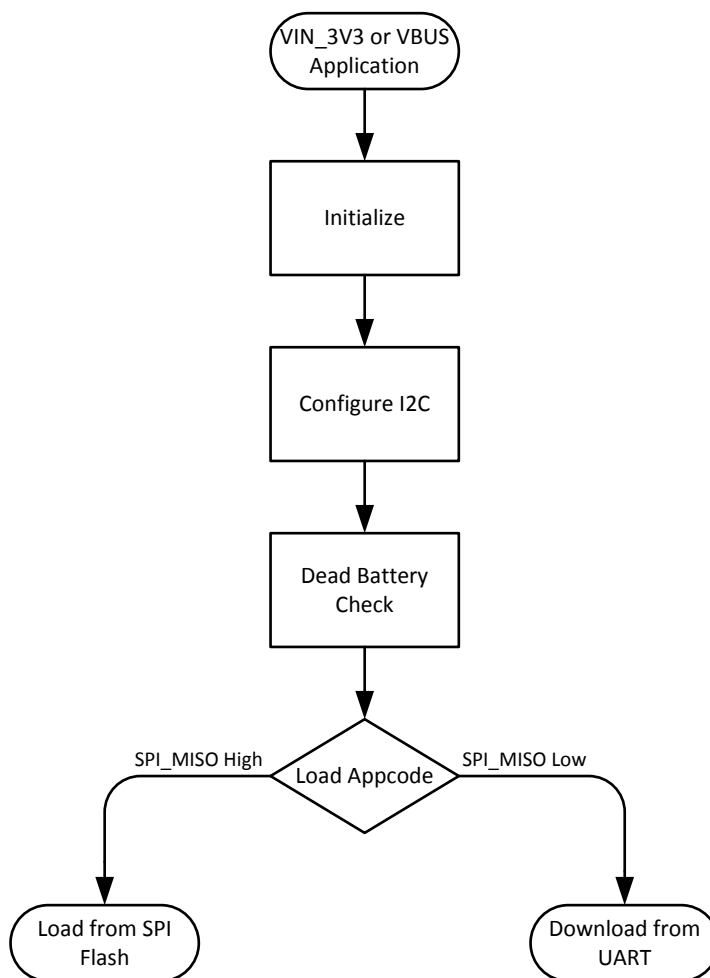 VIN_3V3 or VBUS
Application
Initialize
Configure I2C
Dead Battery
Check
SPI_MISO High
Load Appcode
SPI_MISO Low
Load from SPI
Flash
Download from
UART